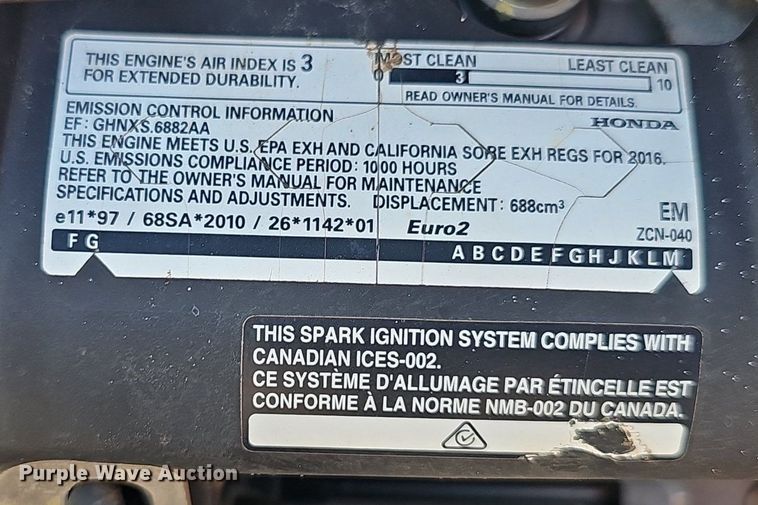 THIS ENGINE'S AIR INDEX IS 3
FOR EXTENDED DURABILITY.
MOST CLEAN LEAST CLEAN
0 3 10
READ OWNER'S MANUAL FOR DETAILS.
EMISSION CONTROL INFORMATION
HONDA
EF: GHNXS.6882AA
THIS ENGINE MEETS U.S. EPA EXH AND CALIFORNIA SORE EXH REGS FOR 2016.
U.S. EMISSIONS COMPLIANCE PERIOD: 1000 HOURS
REFER TO THE OWNER'S MANUAL FOR MAINTENANCE
SPECIFICATIONS AND ADJUSTMENTS. DISPLACEMENT: 688cm³
EM
e11*97 / 68SA*2010 / 26*1142*01 Euro2
ZCN-040
F G A B C D E F G H J K L M
THIS SPARK IGNITION SYSTEM COMPLIES WITH
CANADIAN ICES-002.
CE SYSTÈME D'ALLUMAGE PAR ÉTINCELLE EST
CONFORME À LA NORME NMB-002 DU CANADA.
Purple Wave Auction